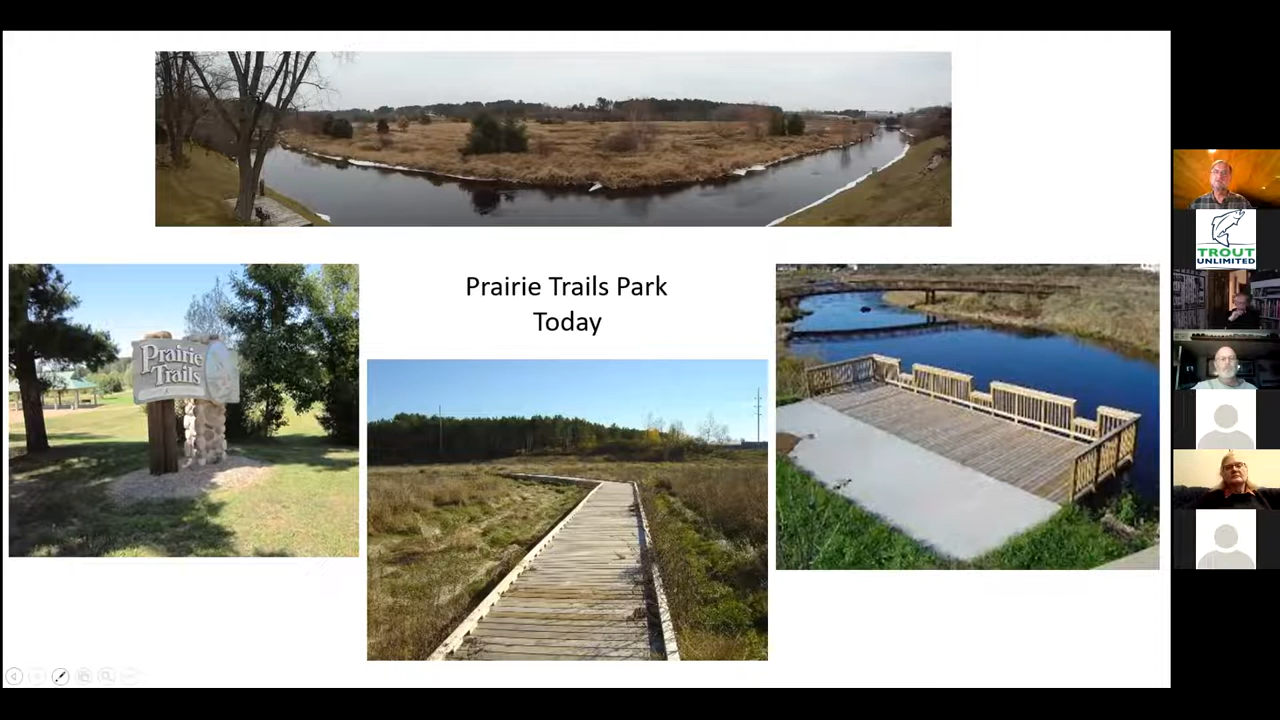 Prairie Trails Park
Today
Prairie
Trails
TROUT
UNLIMITED